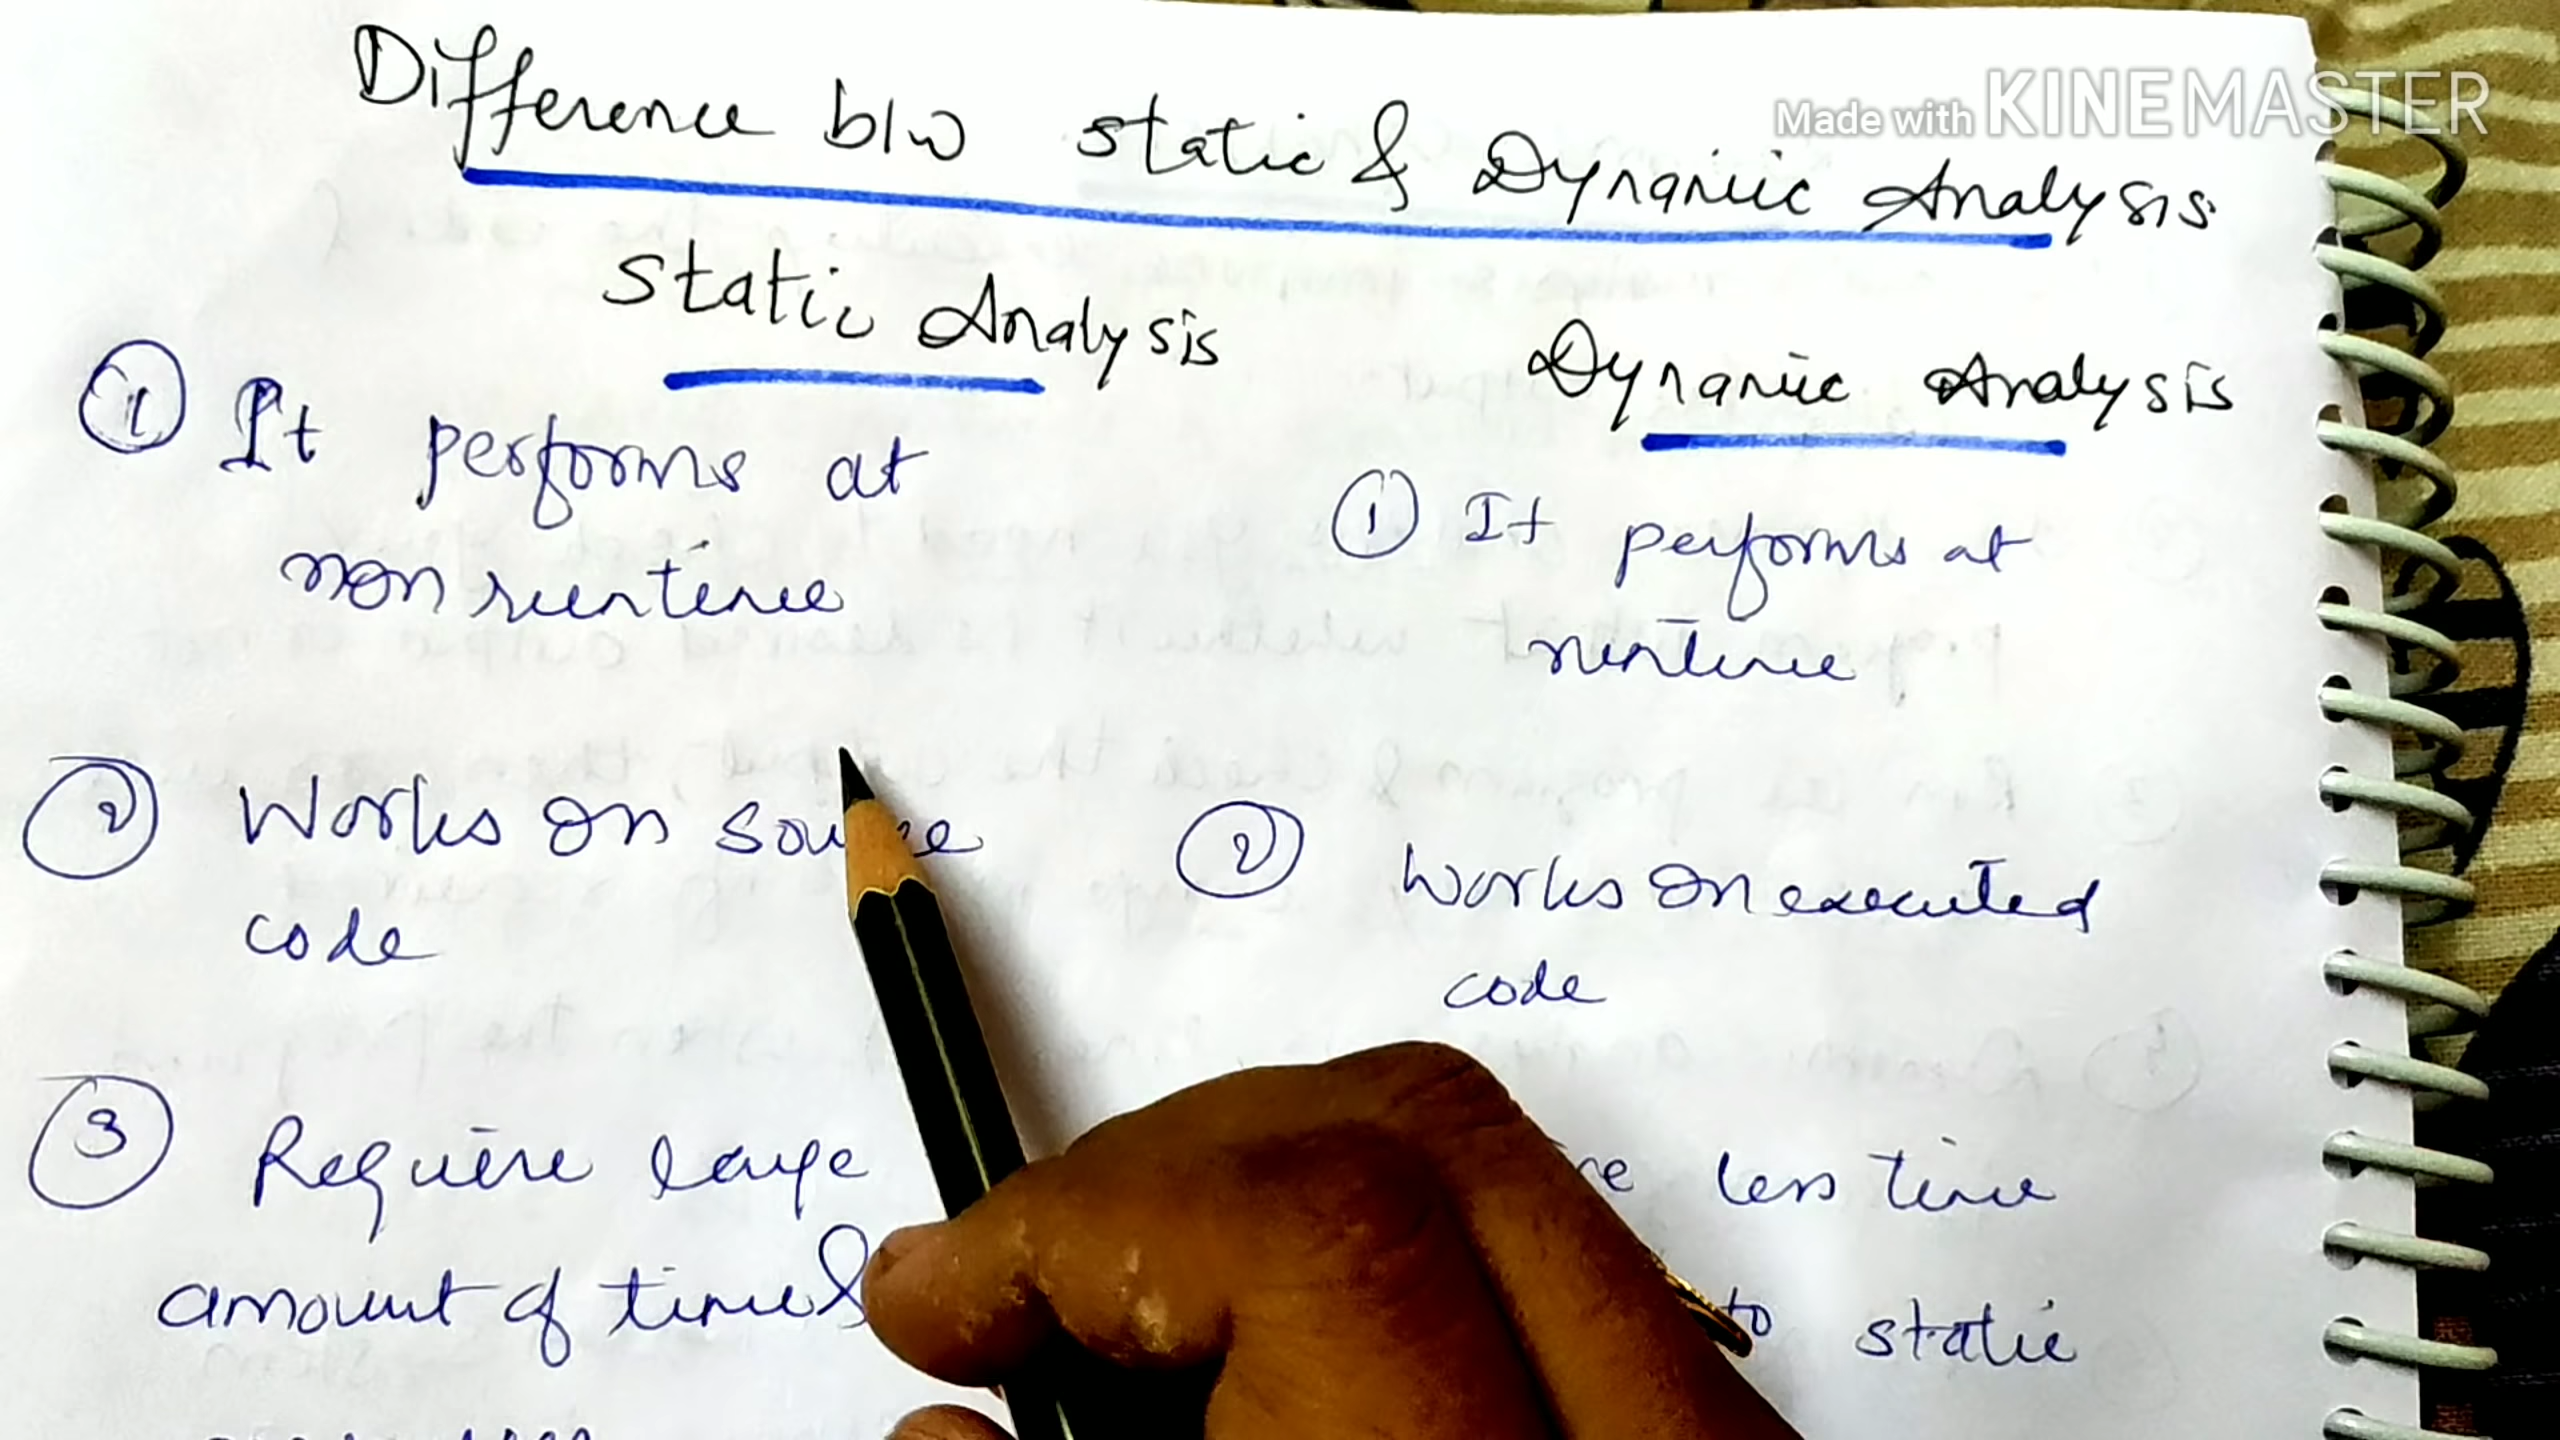 Made with KINEMASTER
Difference b/w static & Dynamic Analysis
Static Analysis
① It performs at
non runtime
② Works on source
code
③ Require large
amount of time &
Dynamic Analysis
① It performs at
runtime
② Works on executed
code
less time
to static